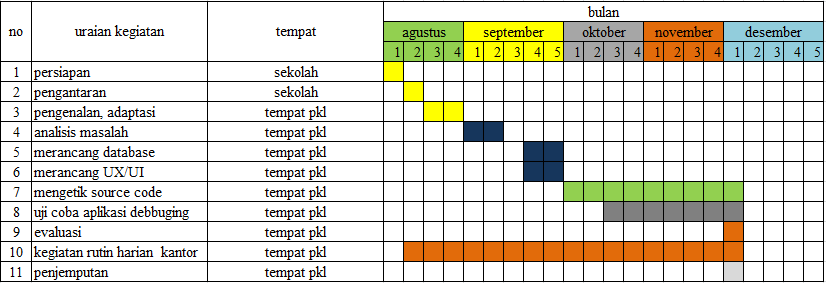 bulan
no uraian kegiatan tempat agustus september oktober november desember
1 2 3 4 1 2 3 4 5 1 2 3 4 1 2 3 4 1 2 3 4 5
1 persiapan sekolah
2 pengantaran sekolah
3 pengenalan, adaptasi tempat pkl
4 analisis masalah tempat pkl
5 merancang database tempat pkl
6 merancang UX/UI tempat pkl
7 mengetik source code tempat pkl
8 uji coba aplikasi debbuging tempat pkl
9 evaluasi tempat pkl
10 kegiatan rutin harian kantor tempat pkl
11 penjemputan tempat pkl